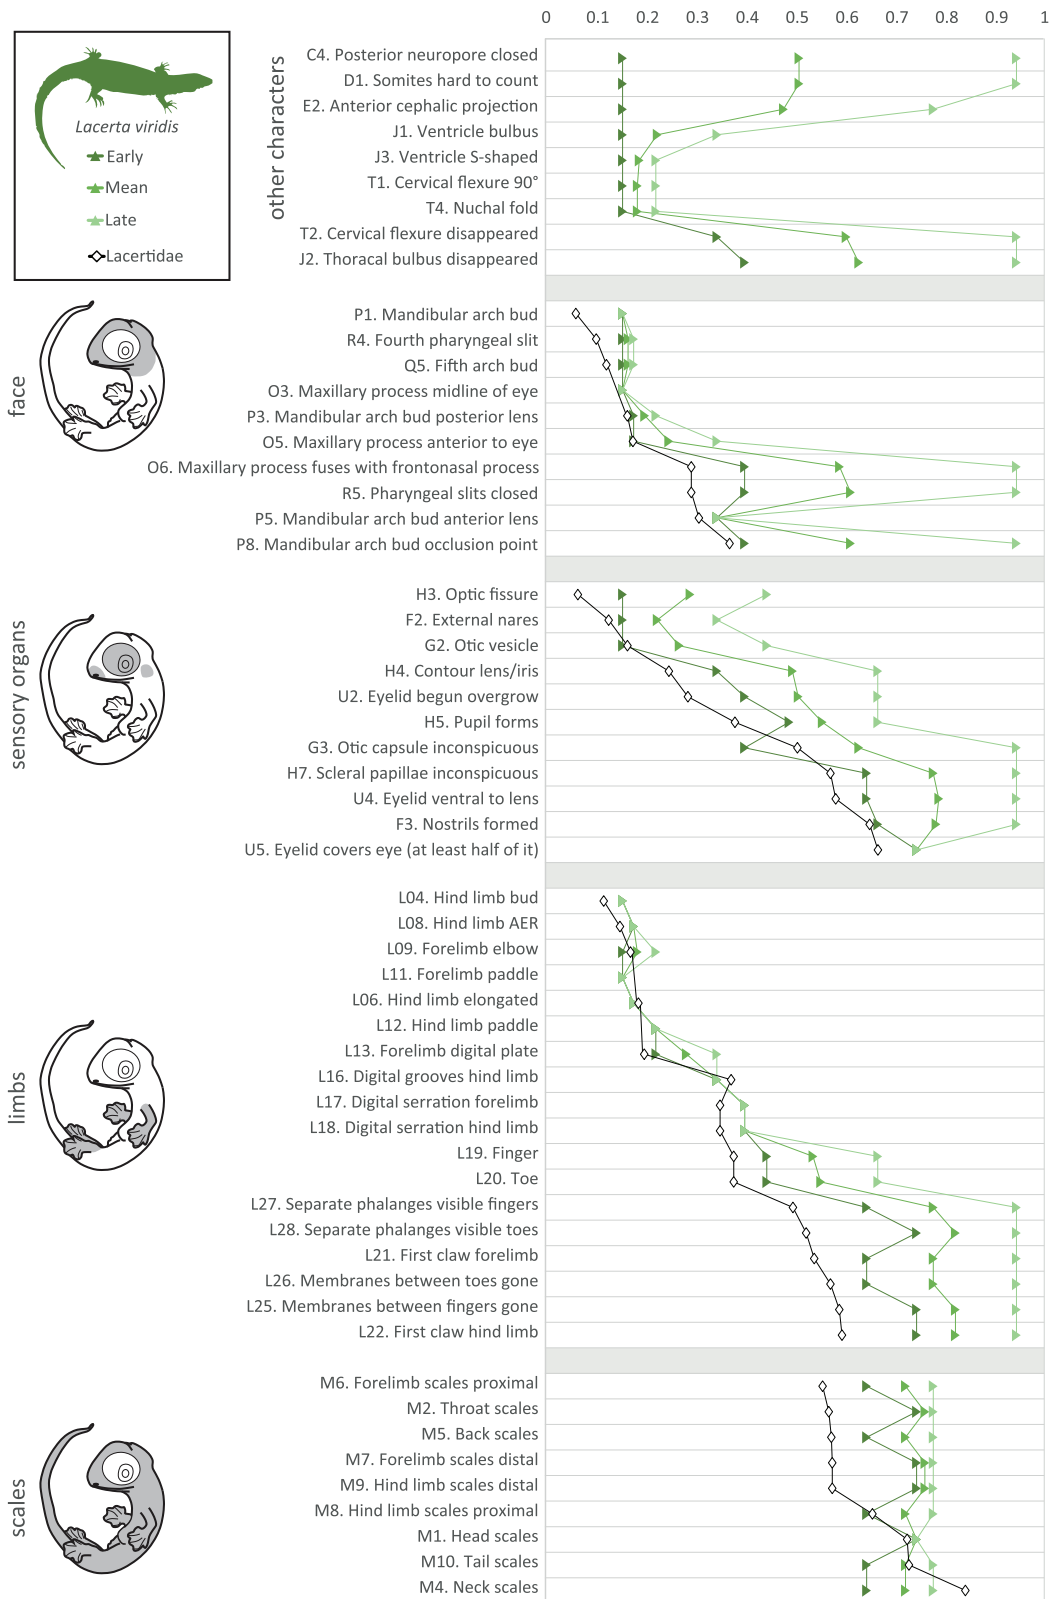 0 0.1 0.2 0.3 0.4 0.5 0.6 0.7 0.8 0.9 1
Lacerta viridis
Early
Mean
Late
Lacertidae
other characters
C4. Posterior neuropore closed
D1. Somites hard to count
E2. Anterior cephalic projection
J1. Ventricle bulbus
J3. Ventricle S-shaped
T1. Cervical flexure 90°
T4. Nuchal fold
T2. Cervical flexure disappeared
J2. Thoracal bulbus disappeared
face
P1. Mandibular arch bud
R4. Fourth pharyngeal slit
Q5. Fifth arch bud
O3. Maxillary process midline of eye
P3. Mandibular arch bud posterior lens
O5. Maxillary process anterior to eye
O6. Maxillary process fuses with frontonasal process
R5. Pharyngeal slits closed
P5. Mandibular arch bud anterior lens
P8. Mandibular arch bud occlusion point
sensory organs
H3. Optic fissure
F2. External nares
G2. Otic vesicle
H4. Contour lens/iris
U2. Eyelid begun overgrow
H5. Pupil forms
G3. Otic capsule inconspicuous
H7. Scleral papillae inconspicuous
U4. Eyelid ventral to lens
F3. Nostrils formed
U5. Eyelid covers eye (at least half of it)
limbs
L04. Hind limb bud
L08. Hind limb AER
L09. Forelimb elbow
L11. Forelimb paddle
L06. Hind limb elongated
L12. Hind limb paddle
L13. Forelimb digital plate
L16. Digital grooves hind limb
L17. Digital serration forelimb
L18. Digital serration hind limb
L19. Finger
L20. Toe
L27. Separate phalanges visible fingers
L28. Separate phalanges visible toes
L21. First claw forelimb
L26. Membranes between toes gone
L25. Membranes between fingers gone
L22. First claw hind limb
scales
M6. Forelimb scales proximal
M2. Throat scales
M5. Back scales
M7. Forelimb scales distal
M9. Hind limb scales distal
M8. Hind limb scales proximal
M1. Head scales
M10. Tail scales
M4. Neck scales